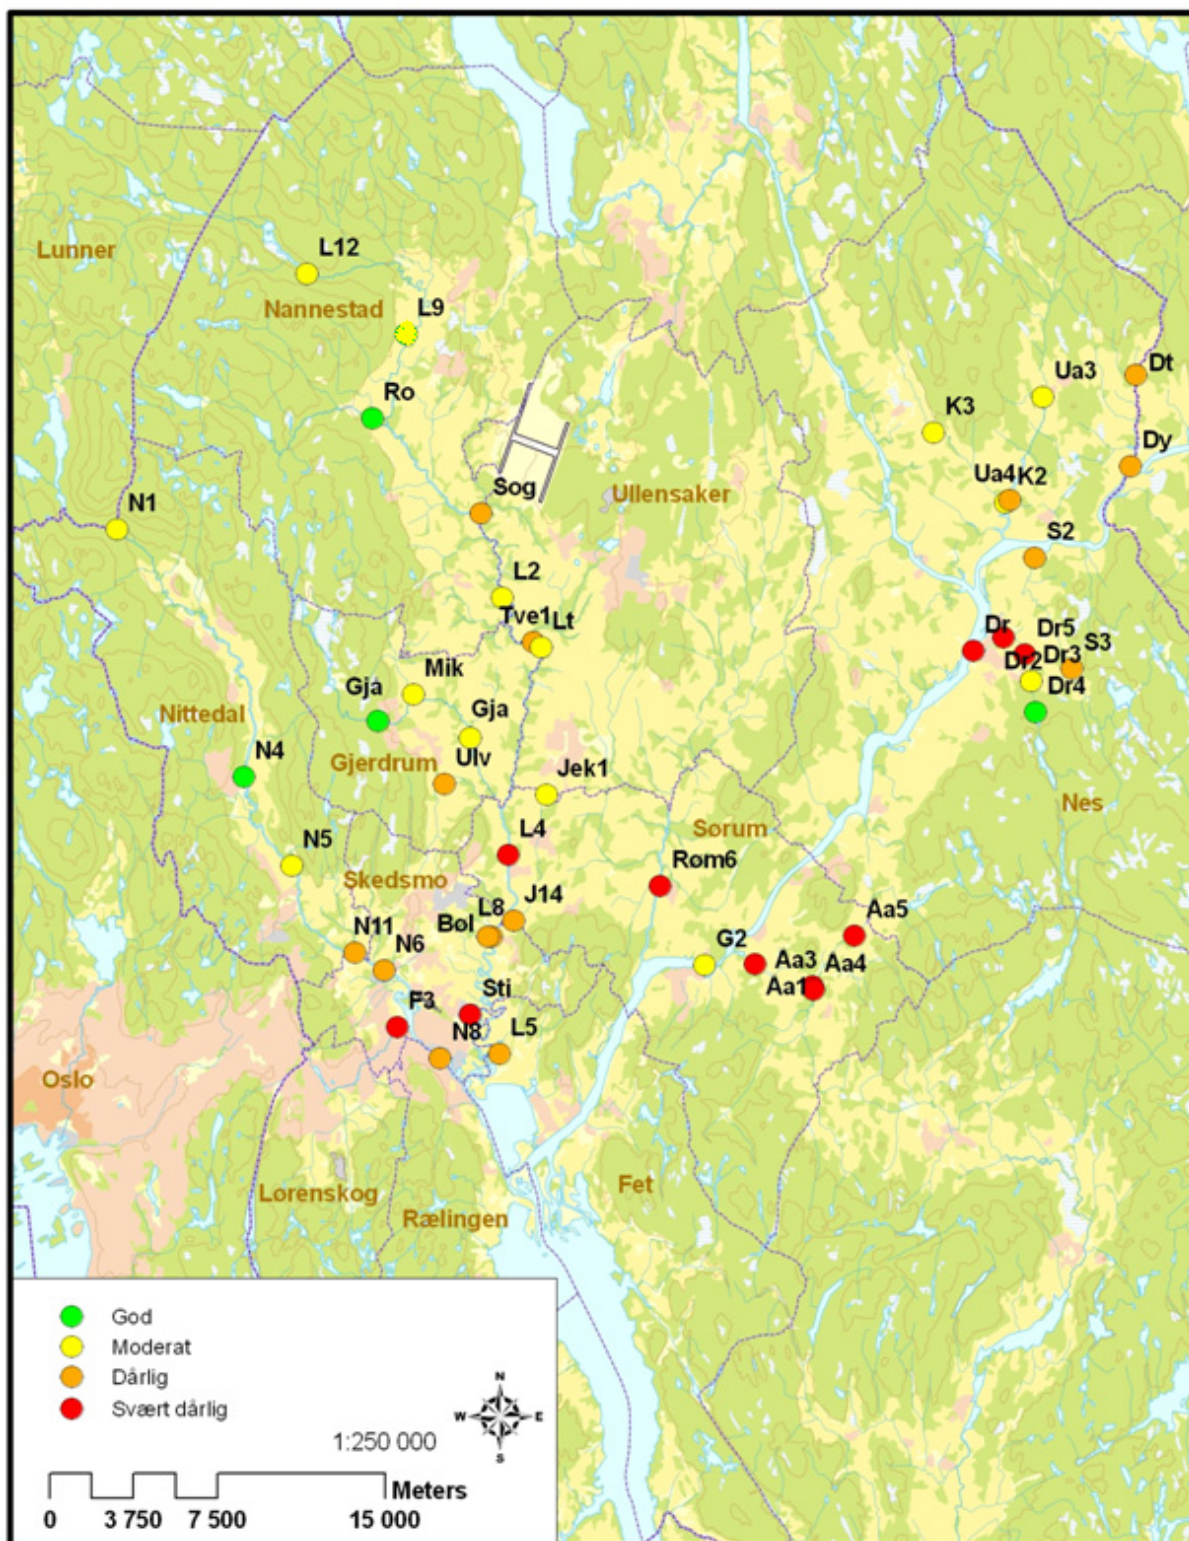 Lunner
L12
Nannestad
L9
Ro
Ua3
Dt
K3
Dy
Sog
Ullensaker
Ua4
K2
N1
S2
L2
Tve1
Lt
Dr
Dr5
S3
Dr2
Dr3
Dr4
Mik
Gjå
Nittedal
Gja
N4
Gjerdrum
Ulv
Jek1
Nes
Sørum
L4
N5
Røm6
Skedsmo
J14
L8
Bøl
Aa5
N11
N6
G2
Aa3
Aa4
Aa1
Sti
F3
N8
L5
Oslo
Lørenskog
Fet
Rælingen
God
Moderat
Dårlig
Svært dårlig
N
W
E
S
1:250 000
Meters
0 3 750 7 500 15 000